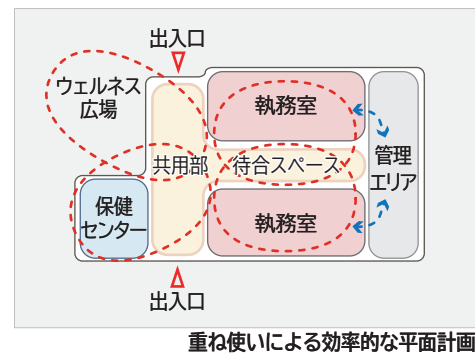 出入口
ウェルネス
広場
執務室
共用部
待合スペース
管理
エリア
保健
センター
執務室
出入口
重ね使いによる効率的な平面計画